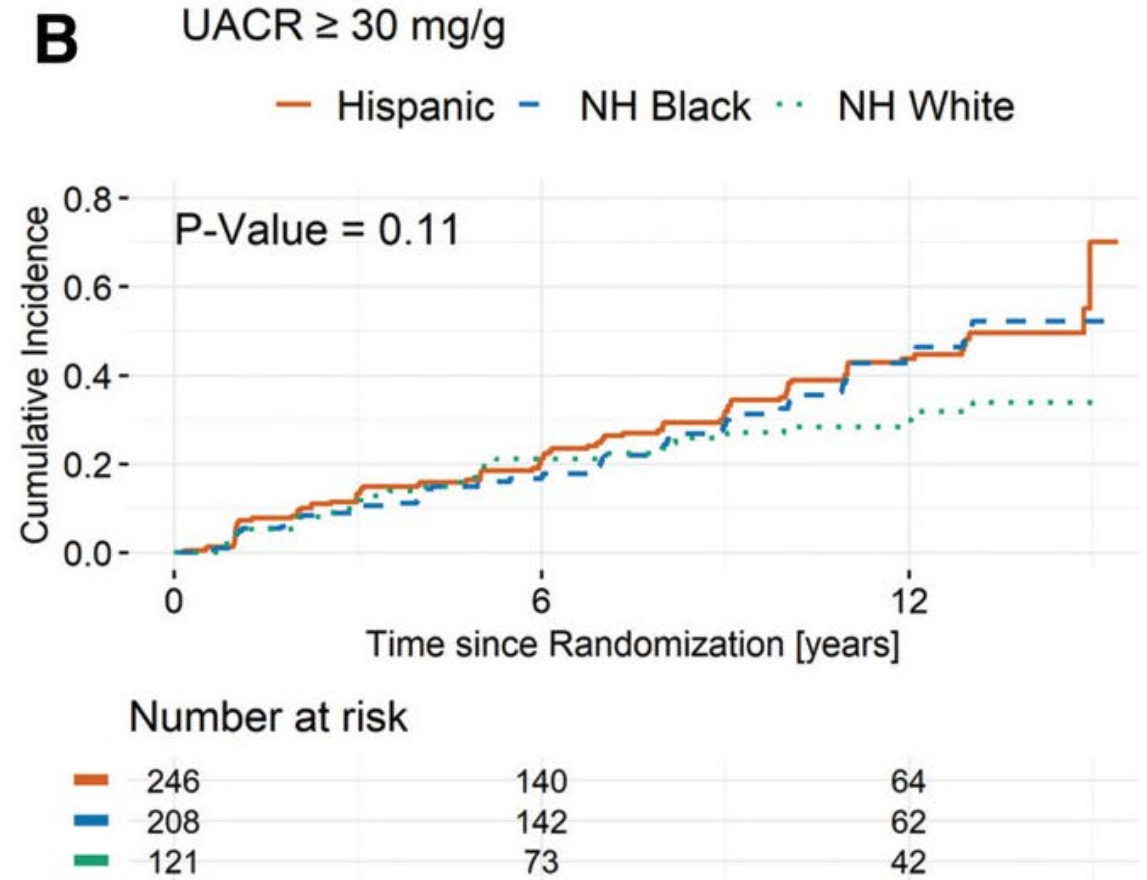 B UACR ≥ 30 mg/g
Hispanic NH Black NH White
0.8
P-Value = 0.11
0.6
0.4
0.2
0.0
Cumulative Incidence
0 6 12
Time since Randomization [years]
Number at risk
246 140 64
208 142 62
121 73 42